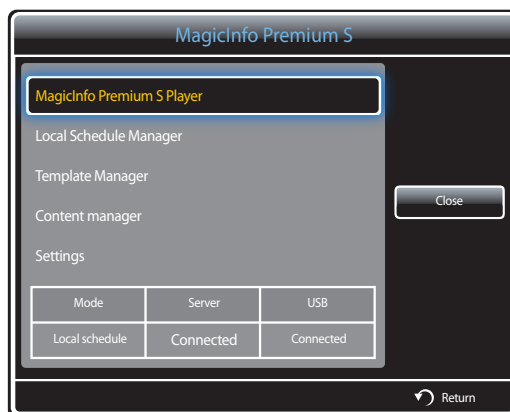 MagicInfo Premium S
MagicInfo Premium S Player
Local Schedule Manager
Template Manager
Content manager
Settings
Close
Mode Server USB
Local schedule Connected Connected
Return